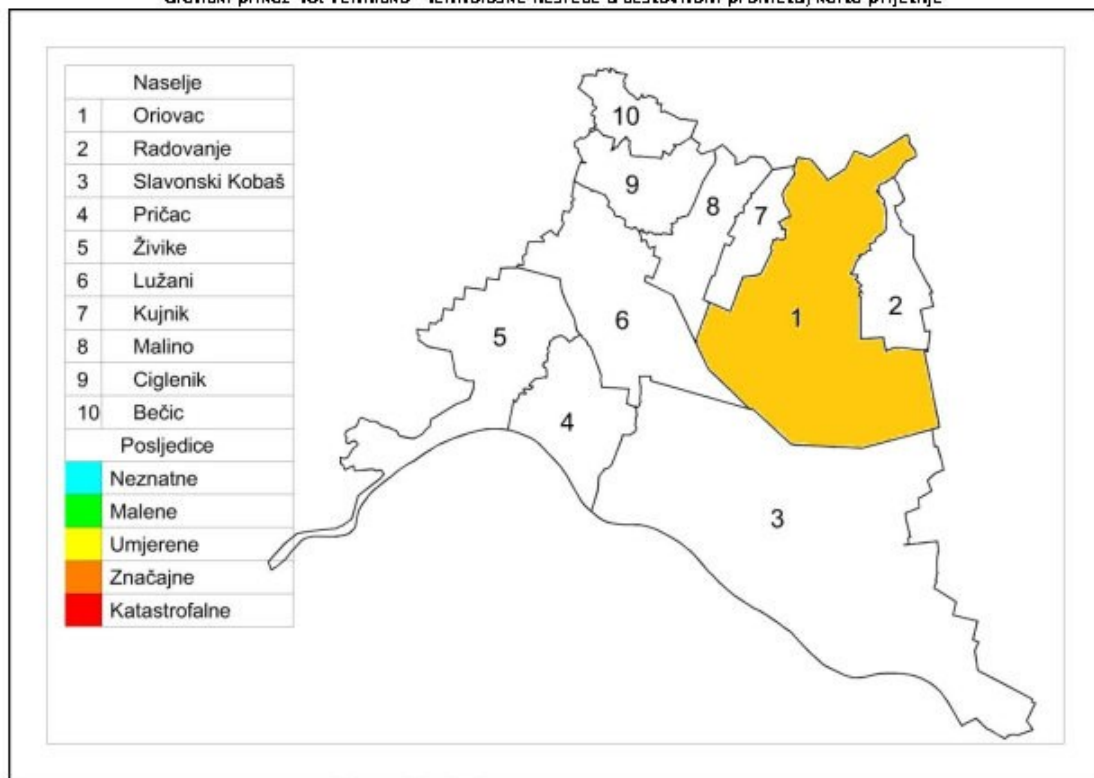 Naselje
1 Oriovac
2 Radovanje
3 Slavonski Kobaš
4 Pričac
5 Živike
6 Lužani
7 Kujnik
8 Malino
9 Ciglenik
10 Bečic
Posljedice
Neznatne
Malene
Umjerene
Značajne
Katastrofalne
10
9
8
7
1
2
6
5
4
3